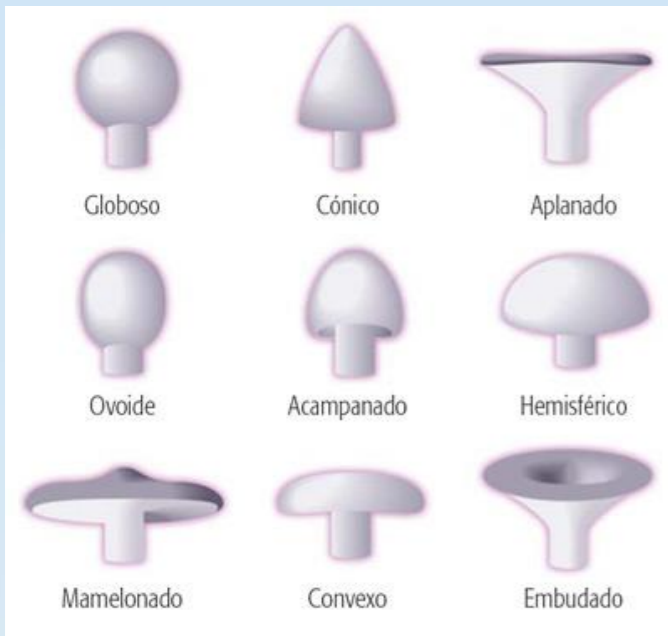 Globoso
Cónico
Aplanado
Ovoide
Acampanado
Hemisférico
Mamelonado
Convexo
Embudado